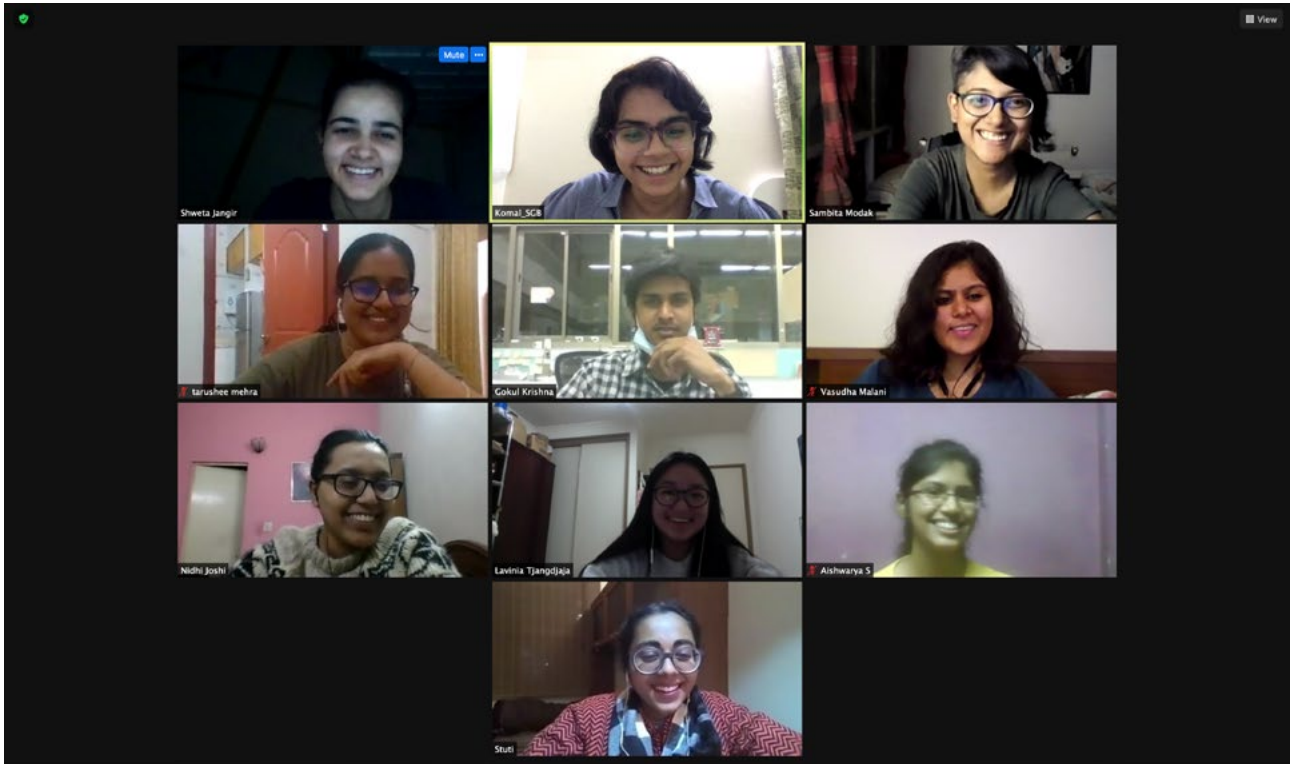 View
Mute
Shweta Jangir
Komal_SGB
Sambita Modak
tarushee mehra
Gokul Krishna
Vasudha Malani
Nidhi Joshi
Lavinia Tjangdjaja
Aishwarya S
Stuti